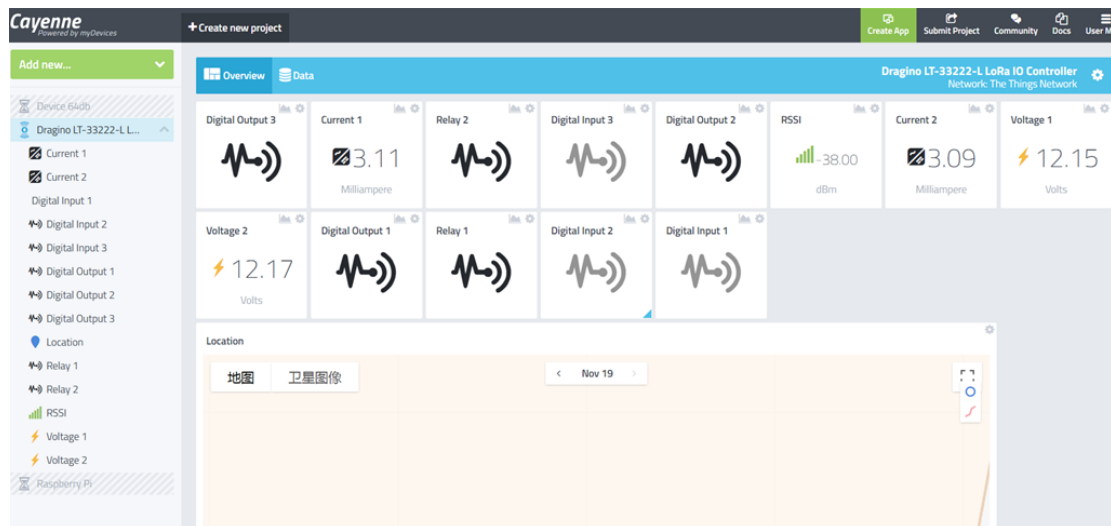 Cayenne
Powered by myDevices
+ Create new project
Create App
Submit Project
Community
Docs
User M
Add new...
Overview
Data
Dragino LT-33222-L LoRa IO Controller
Network: The Things Network
Device 64db
Dragino LT-33222-L L...
Current 1
Current 2
Digital Input 1
Digital Input 2
Digital Input 3
Digital Output 1
Digital Output 2
Digital Output 3
Location
Relay 1
Relay 2
RSSI
Voltage 1
Voltage 2
Raspberry Pi
Digital Output 3
Current 1
3.11
Milliampere
Relay 2
Digital Input 3
Digital Output 2
RSSI
-38.00
dBm
Current 2
3.09
Milliampere
Voltage 1
12.15
Volts
Voltage 2
12.17
Volts
Digital Output 1
Relay 1
Digital Input 2
Digital Input 1
Location
地图
卫星图像
< Nov 19 >